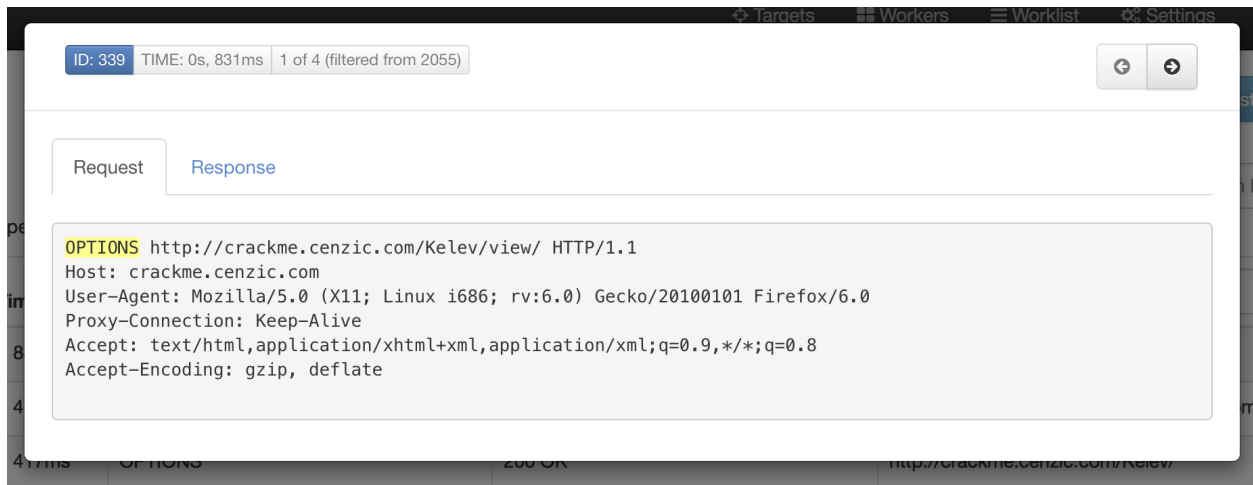 Targets Workers Worklist Settings
ID: 339 TIME: 0s, 831ms 1 of 4 (filtered from 2055)
Request Response
OPTIONS http://crackme.cenzic.com/Kelev/view/ HTTP/1.1
Host: crackme.cenzic.com
User-Agent: Mozilla/5.0 (X11; Linux i686; rv:6.0) Gecko/20100101 Firefox/6.0
Proxy-Connection: Keep-Alive
Accept: text/html,application/xhtml+xml,application/xml;q=0.9,*/*;q=0.8
Accept-Encoding: gzip, deflate
417ms OPTIONS 200 OK http://crackme.cenzic.com/Kelev/